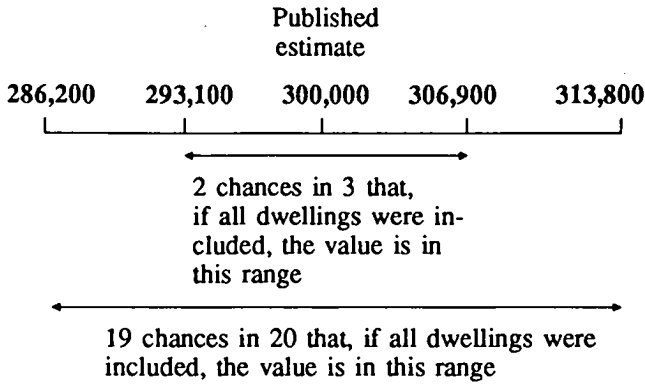 Published
estimate
286,200 293,100 300,000 306,900 313,800
2 chances in 3 that,
if all dwellings were in-
cluded, the value is in
this range
19 chances in 20 that, if all dwellings were
included, the value is in this range